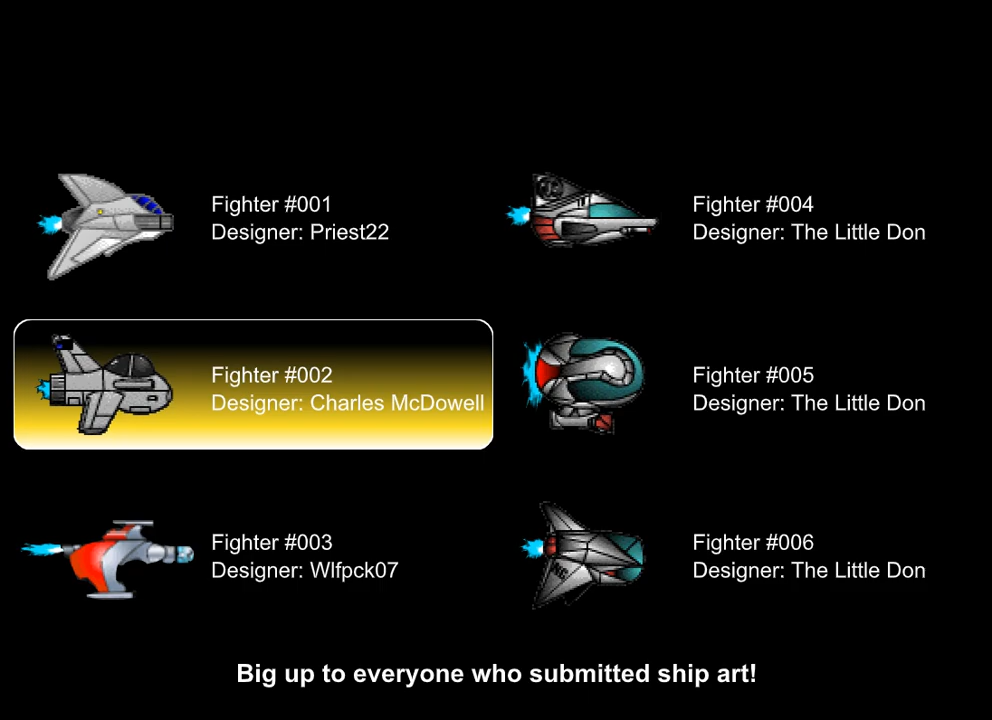 Fighter #001
Designer: Priest22
Fighter #004
Designer: The Little Don
Fighter #002
Designer: Charles McDowell
Fighter #005
Designer: The Little Don
Fighter #003
Designer: Wlfpck07
Fighter #006
Designer: The Little Don
Big up to everyone who submitted ship art!